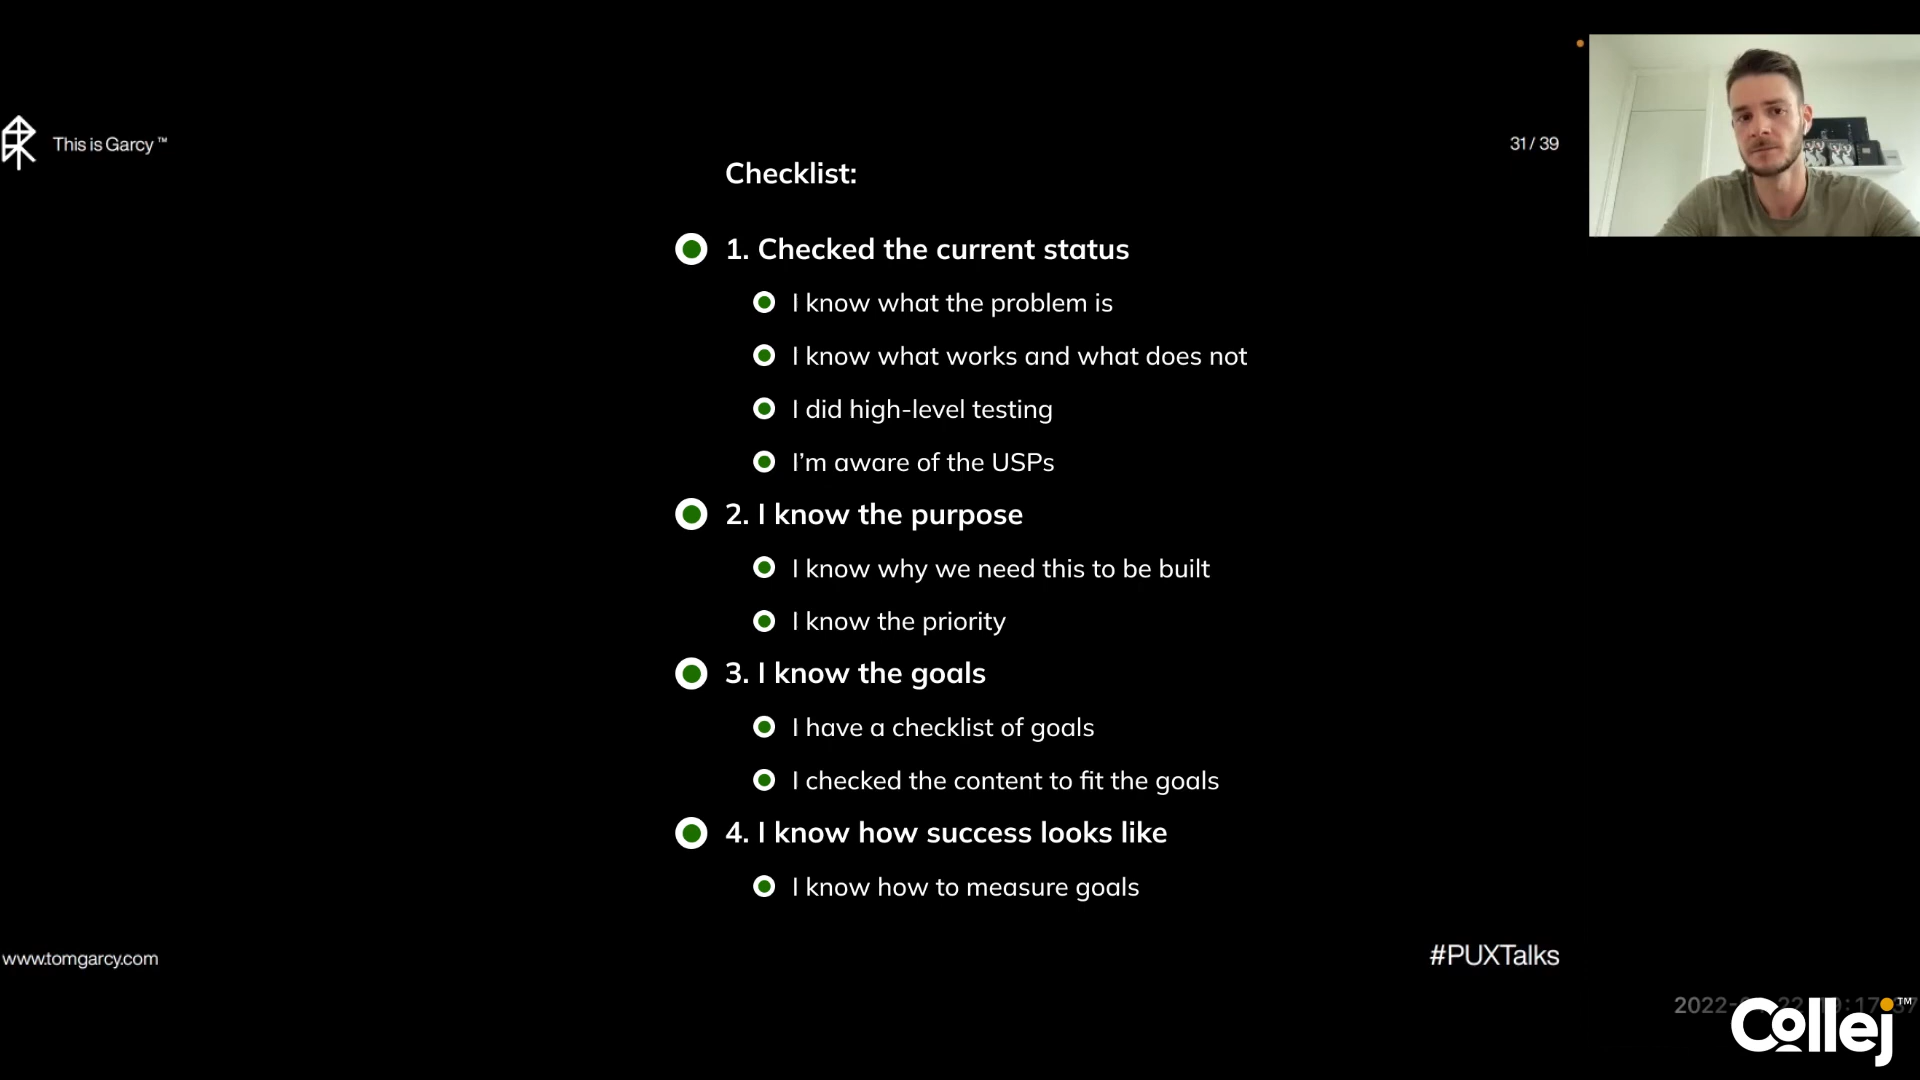 This is Garcy™
31 / 39
Checklist:
1. Checked the current status
I know what the problem is
I know what works and what does not
I did high-level testing
I’m aware of the USPs
2. I know the purpose
I know why we need this to be built
I know the priority
3. I know the goals
I have a checklist of goals
I checked the content to fit the goals
4. I know how success looks like
I know how to measure goals
www.tomgarcy.com
#PUXTalks
Collej™